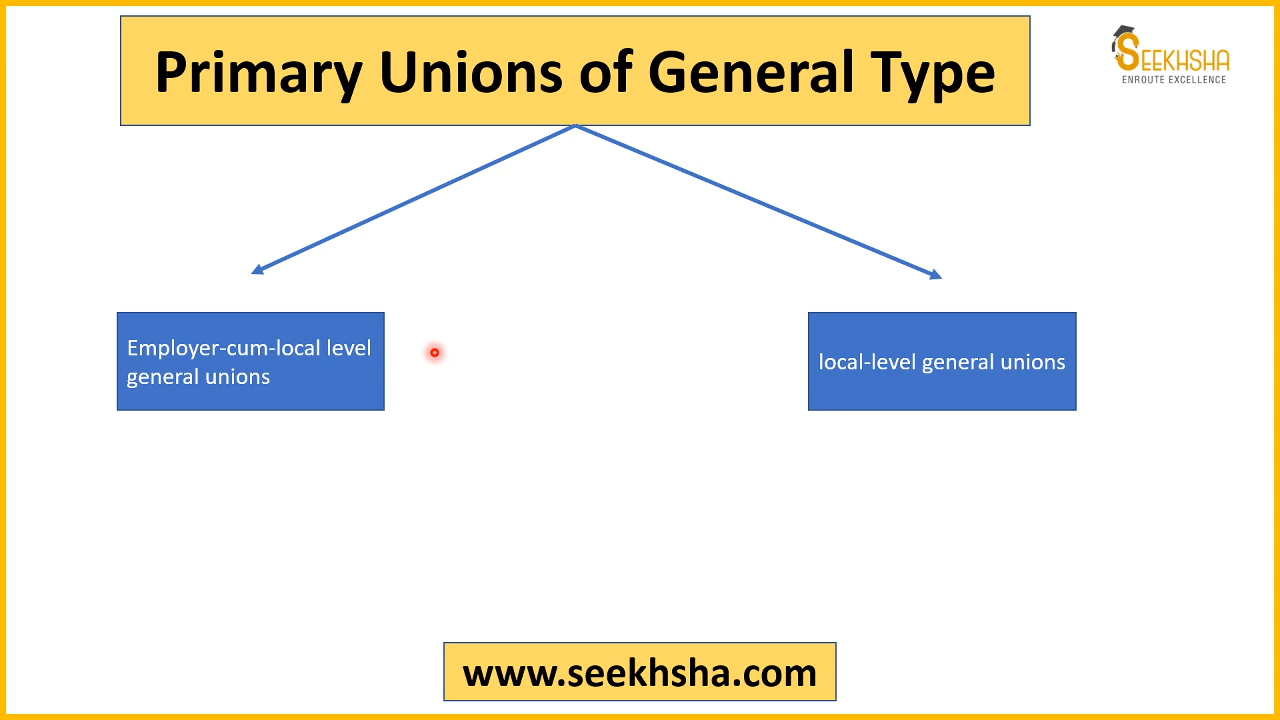 Primary Unions of General Type
SEEKHSHA
ENROUTE EXCELLENCE
Employer-cum-local level
general unions
local-level general unions
www.seekhsha.com